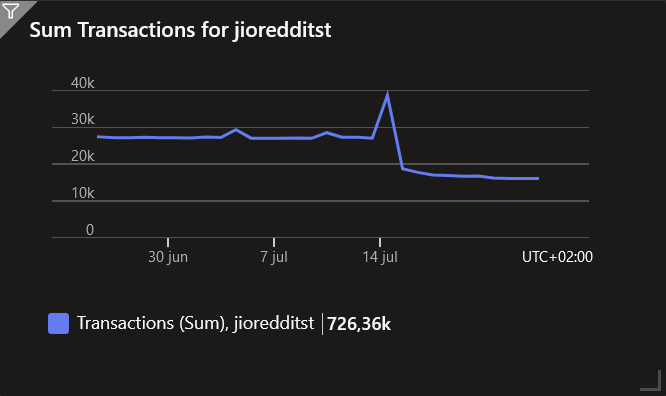 Sum Transactions for jioredditst
40k
30k
20k
10k
0
30 jun 7 jul 14 jul UTC+02:00
Transactions (Sum), jioredditst 726,36k